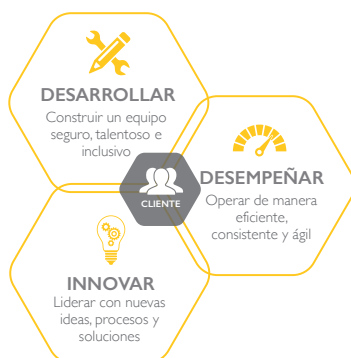 DESARROLLAR
Construir un equipo
seguro, talentoso e
inclusivo
CLIENTE
DESEMPEÑAR
Operar de manera
eficiente,
consistente y ágil
INNOVAR
Liderar con nuevas
ideas, procesos y
soluciones